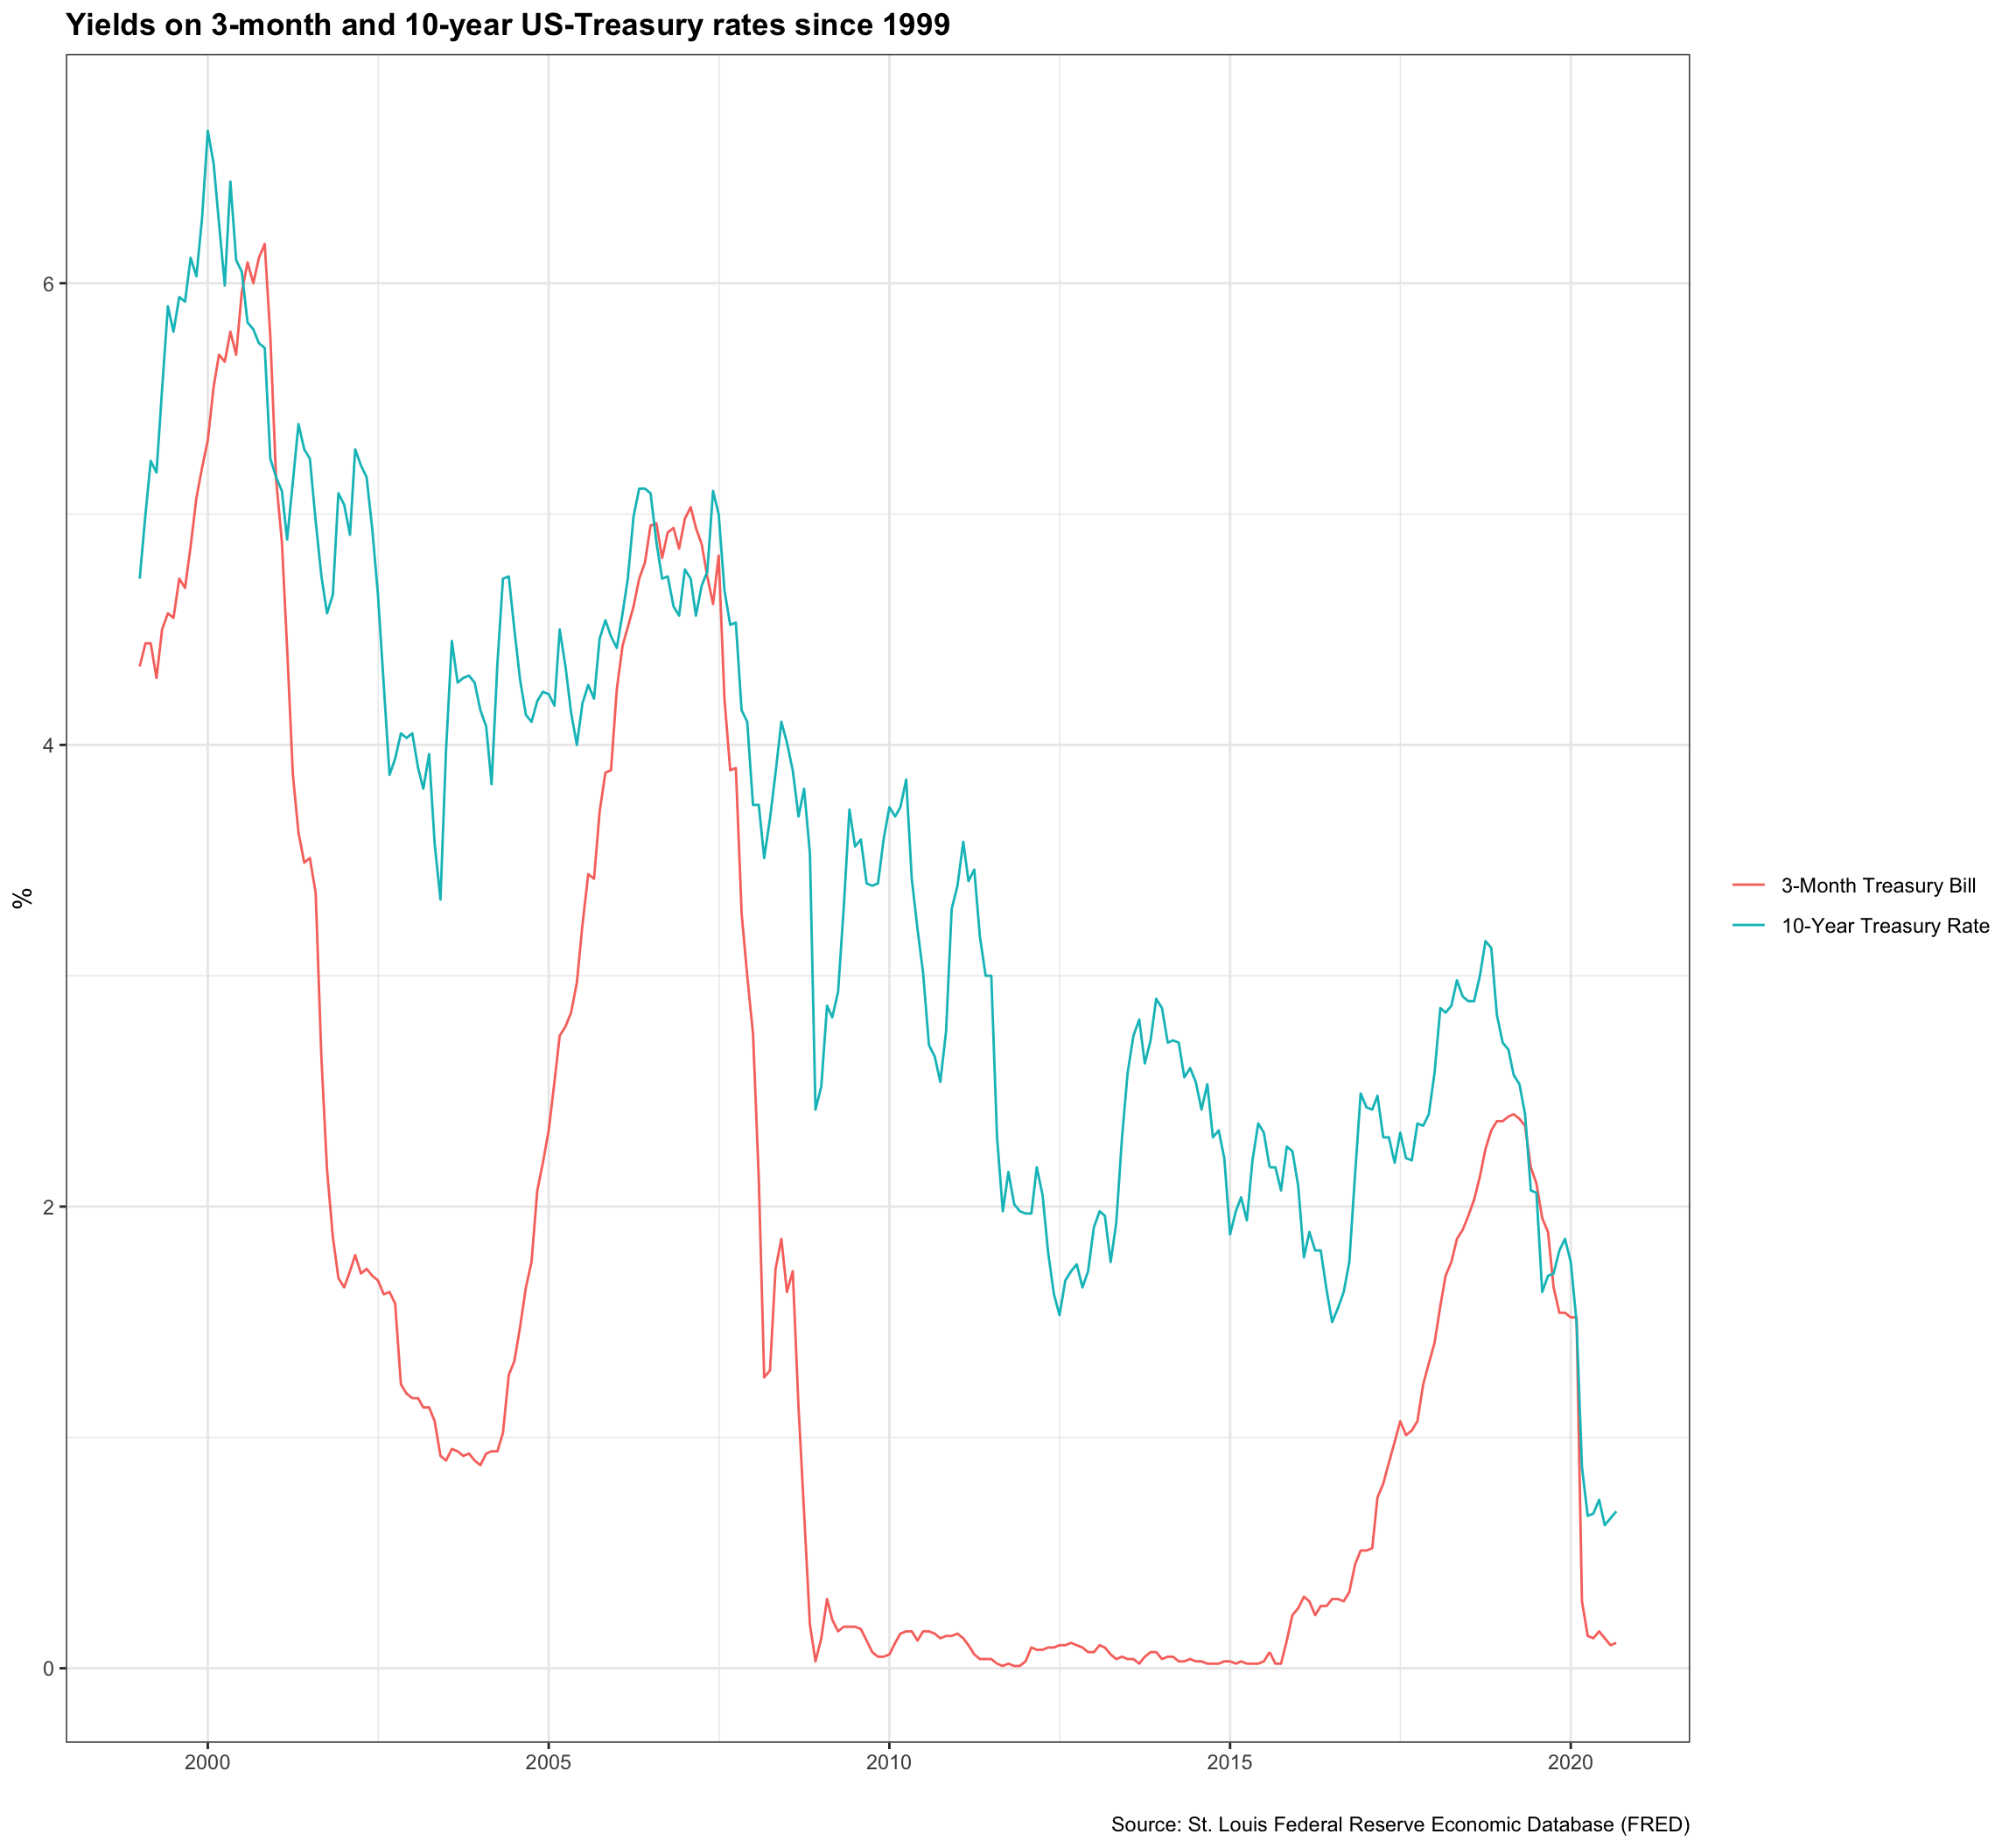 Yields on 3-month and 10-year US-Treasury rates since 1999
%
6
4
2
0
2000 2005 2010 2015 2020
3-Month Treasury Bill
10-Year Treasury Rate
Source: St. Louis Federal Reserve Economic Database (FRED)